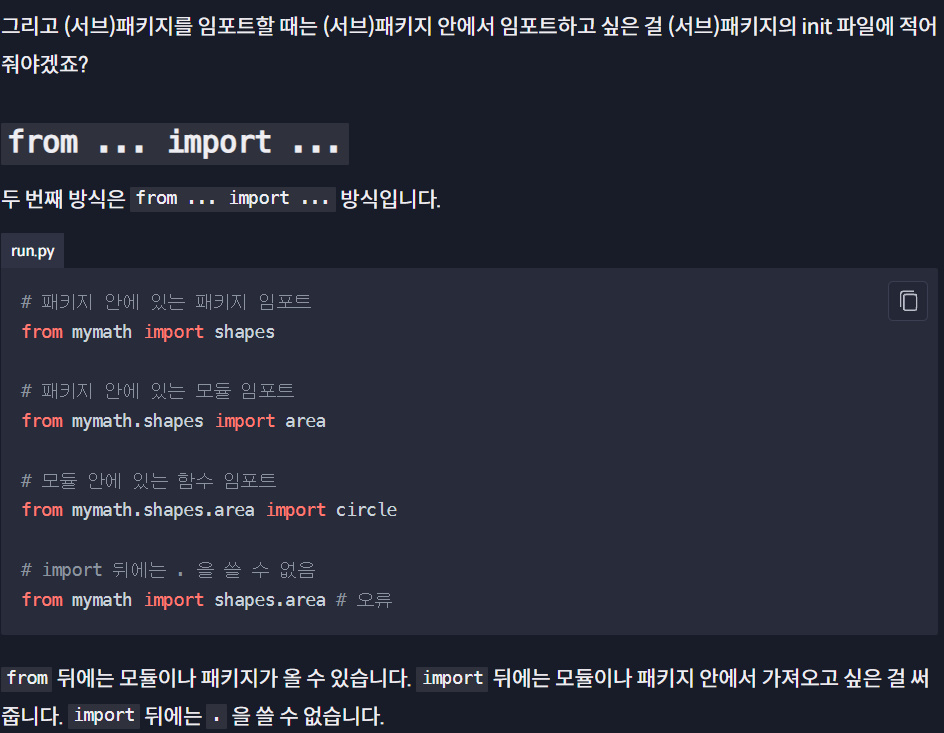 그리고 (서브)패키지를 임포트할 때는 (서브)패키지 안에서 임포트하고 싶은 걸 (서브)패키지의 init 파일에 적어
줘야겠죠?
from ... import ...
두 번째 방식은 from ... import ... 방식입니다.
run.py
# 패키지 안에 있는 패키지 임포트
from mymath import shapes
# 패키지 안에 있는 모듈 임포트
from mymath.shapes import area
# 모듈 안에 있는 함수 임포트
from mymath.shapes.area import circle
# import 뒤에는 . 을 쓸 수 없음
from mymath import shapes.area # 오류
from 뒤에는 모듈이나 패키지가 올 수 있습니다. import 뒤에는 모듈이나 패키지 안에서 가져오고 싶은 걸 써
줍니다. import 뒤에는 . 을 쓸 수 없습니다.